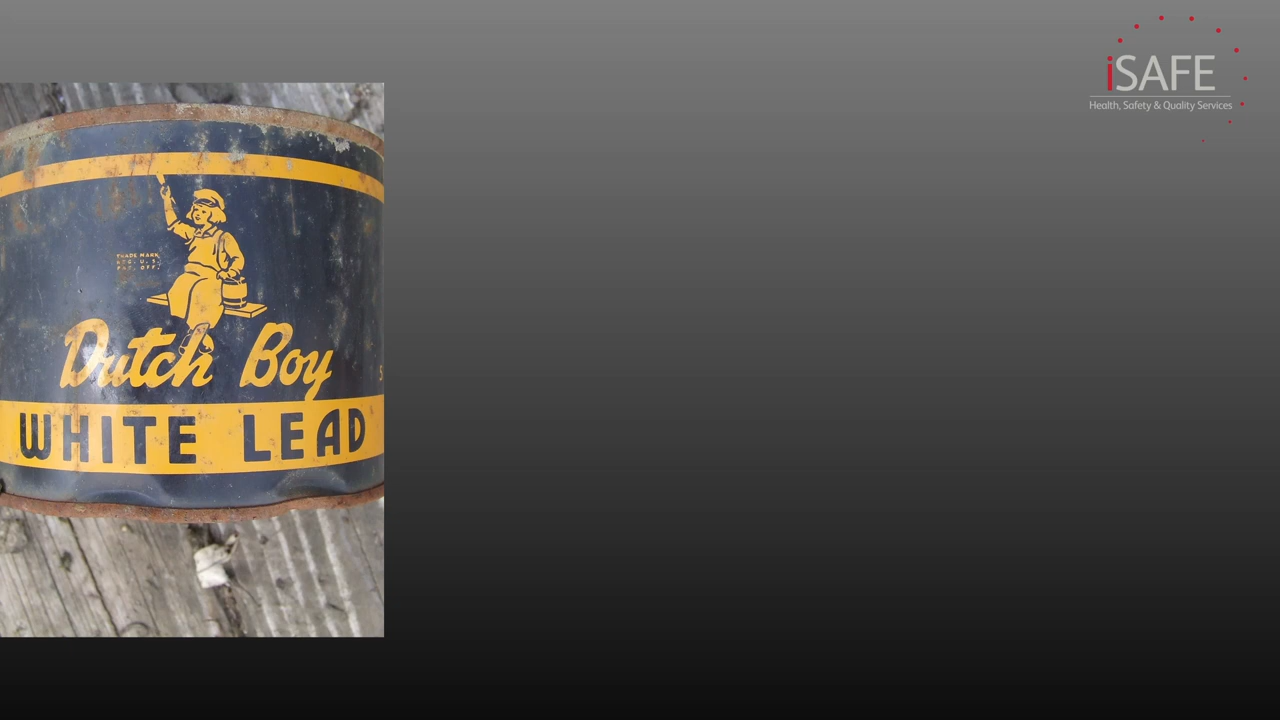 iSAFE
Health, Safety & Quality Services
TRADE MARK
REG. U. S.
PAT. OFF.
Dutch Boy
WHITE LEAD